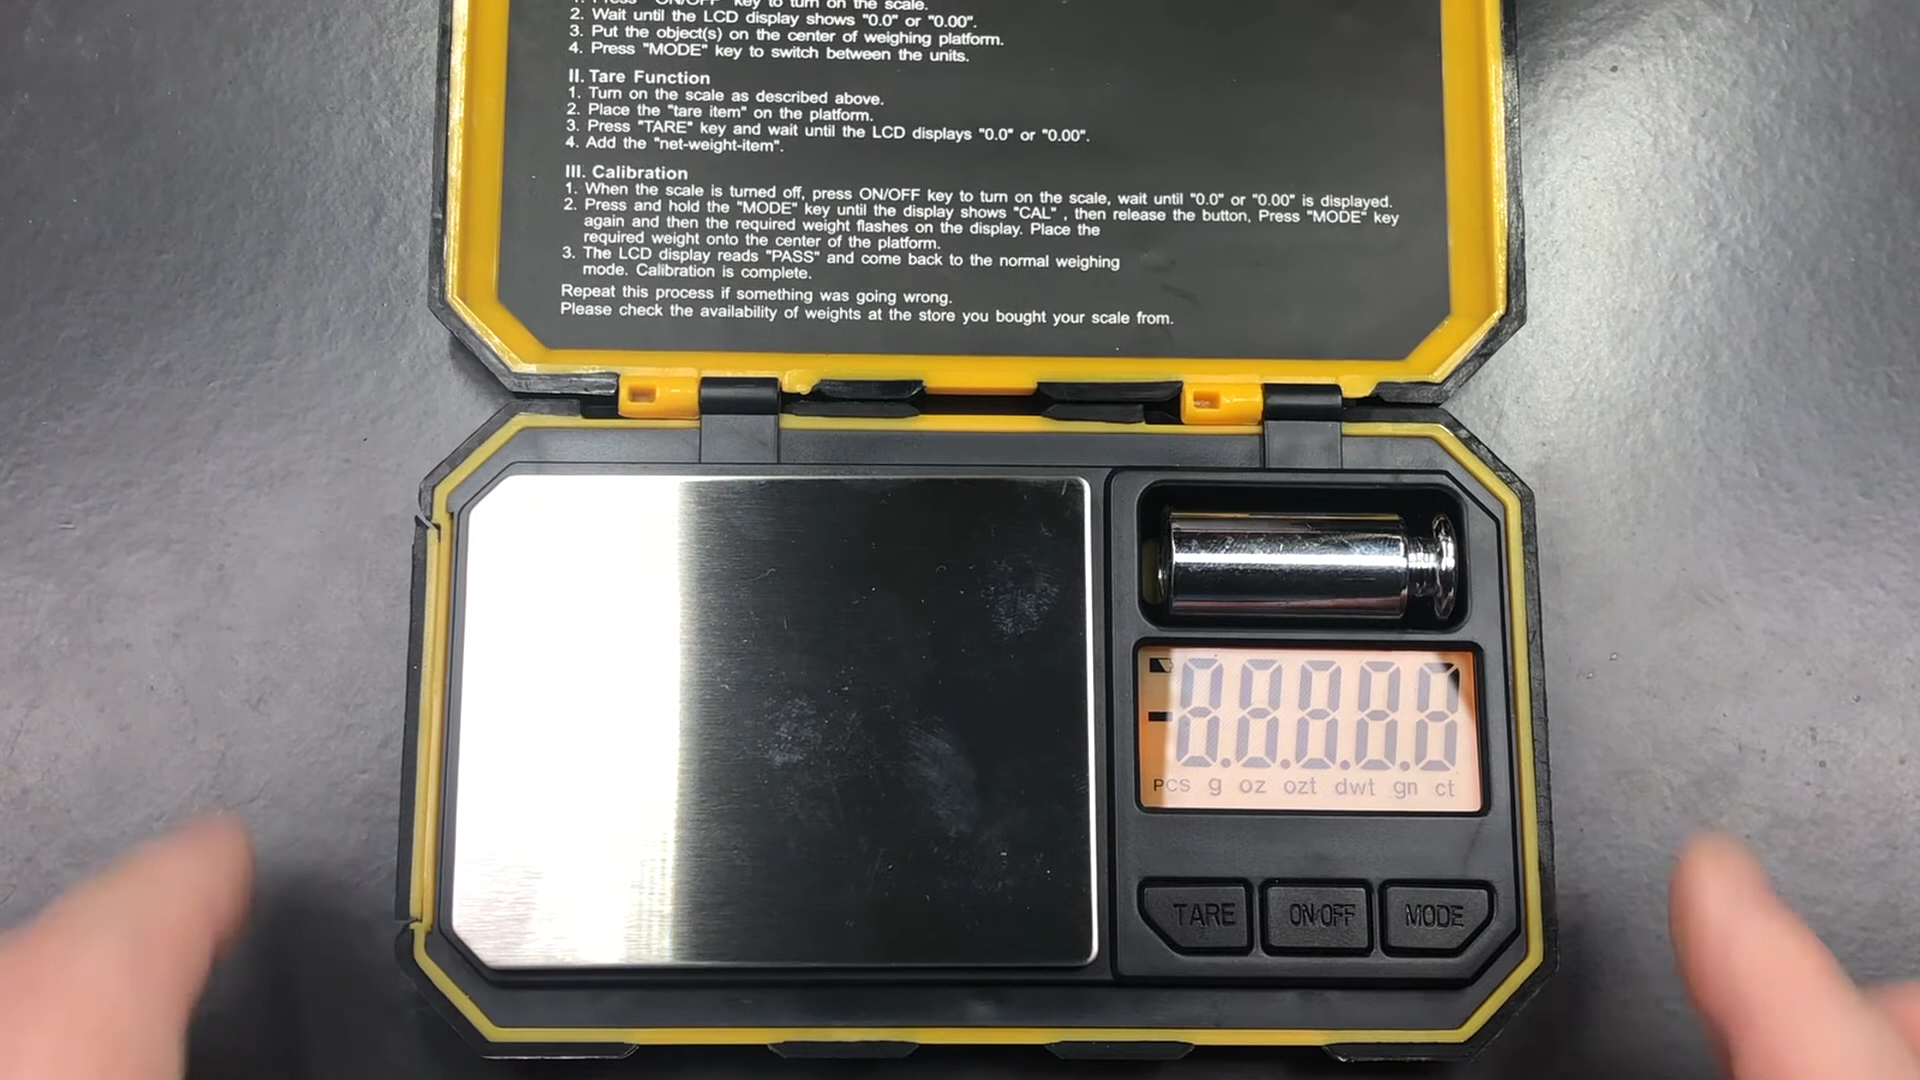 1. Press "ON/OFF" key to turn on the scale.
2. Wait until the LCD display shows "0.0" or "0.00".
3. Put the object(s) on the center of weighing platform.
4. Press "MODE" key to switch between the units.
II. Tare Function
1. Turn on the scale as described above.
2. Place the "tare item" on the platform.
3. Press "TARE" key and wait until the LCD displays "0.0" or "0.00".
4. Add the "net-weight-item".
III. Calibration
1. When the scale is turned off, press ON/OFF key to turn on the scale, wait until "0.0" or "0.00" is displayed.
2. Press and hold the "MODE" key until the display shows "CAL" , then release the button, Press "MODE" key
again and then the required weight flashes on the display. Place the
required weight onto the center of the platform.
3. The LCD display reads "PASS" and come back to the normal weighing
mode. Calibration is complete.
Repeat this process if something was going wrong.
Please check the availability of weights at the store you bought your scale from.
-8.8.8.8.8
PCS g oz ozt dwt gn ct
TARE ON/OFF MODE